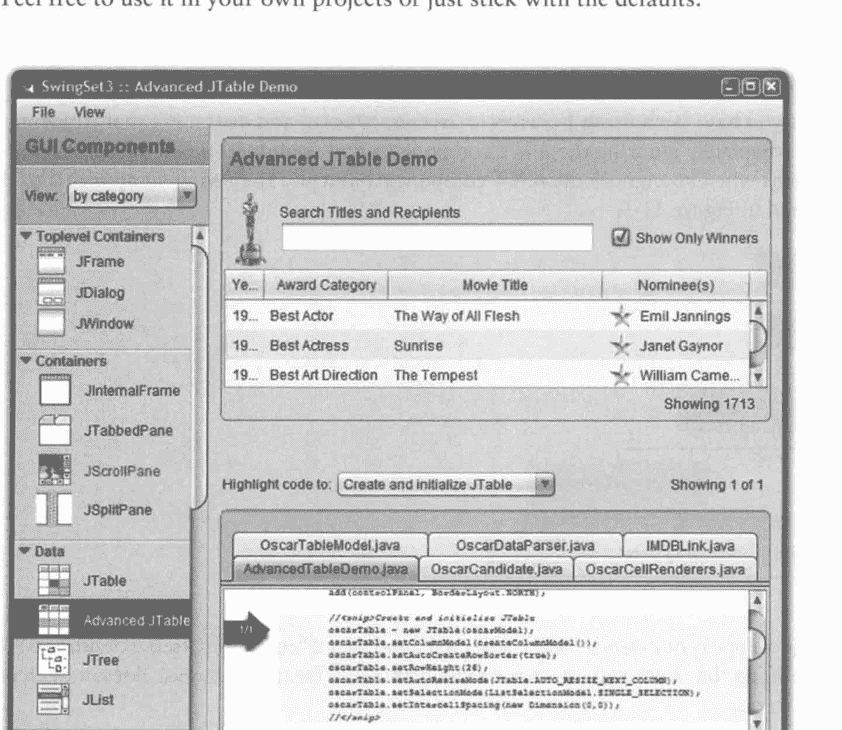 Feel free to use it in your own projects or just stick with the defaults.
SwingSet3 :: Advanced JTable Demo
File View
GUI Components
View: by category
Toplevel Containers
JFrame
JDialog
JWindow
Containers
JInternalFrame
JTabbedPane
JScrollPane
JSplitPane
Data
JTable
Advanced JTable
JTree
JList
Advanced JTable Demo
Search Titles and Recipients
Show Only Winners
Ye... Award Category Movie Title Nominee(s)
19... Best Actor The Way of All Flesh Emil Jannings
19... Best Actress Sunrise Janet Gaynor
19... Best Art Direction The Tempest William Came...
Showing 1713
Highlight code to: Create and initialize JTable Showing 1 of 1
OscarTableModel.java OscarDataParser.java IMDBLink.java
AdvancedTableDemo.java OscarCandidate.java OscarCellRenderers.java
1/1
add(controlPanel, BorderLayout.NORTH);
//<snip>Create and initialize JTable
oscarTable = new JTable(oscarModel);
oscarTable.setColumnModel(createColumnModel());
oscarTable.setAutoCreateRowSorter(true);
oscarTable.setRowHeight(26);
oscarTable.setAutoResizeMode(JTable.AUTO_RESIZE_NEXT_COLUMN);
oscarTable.setSelectionMode(ListSelectionModel.SINGLE_SELECTION);
oscarTable.setIntercellSpacing(new Dimension(0,0));
//</snip>